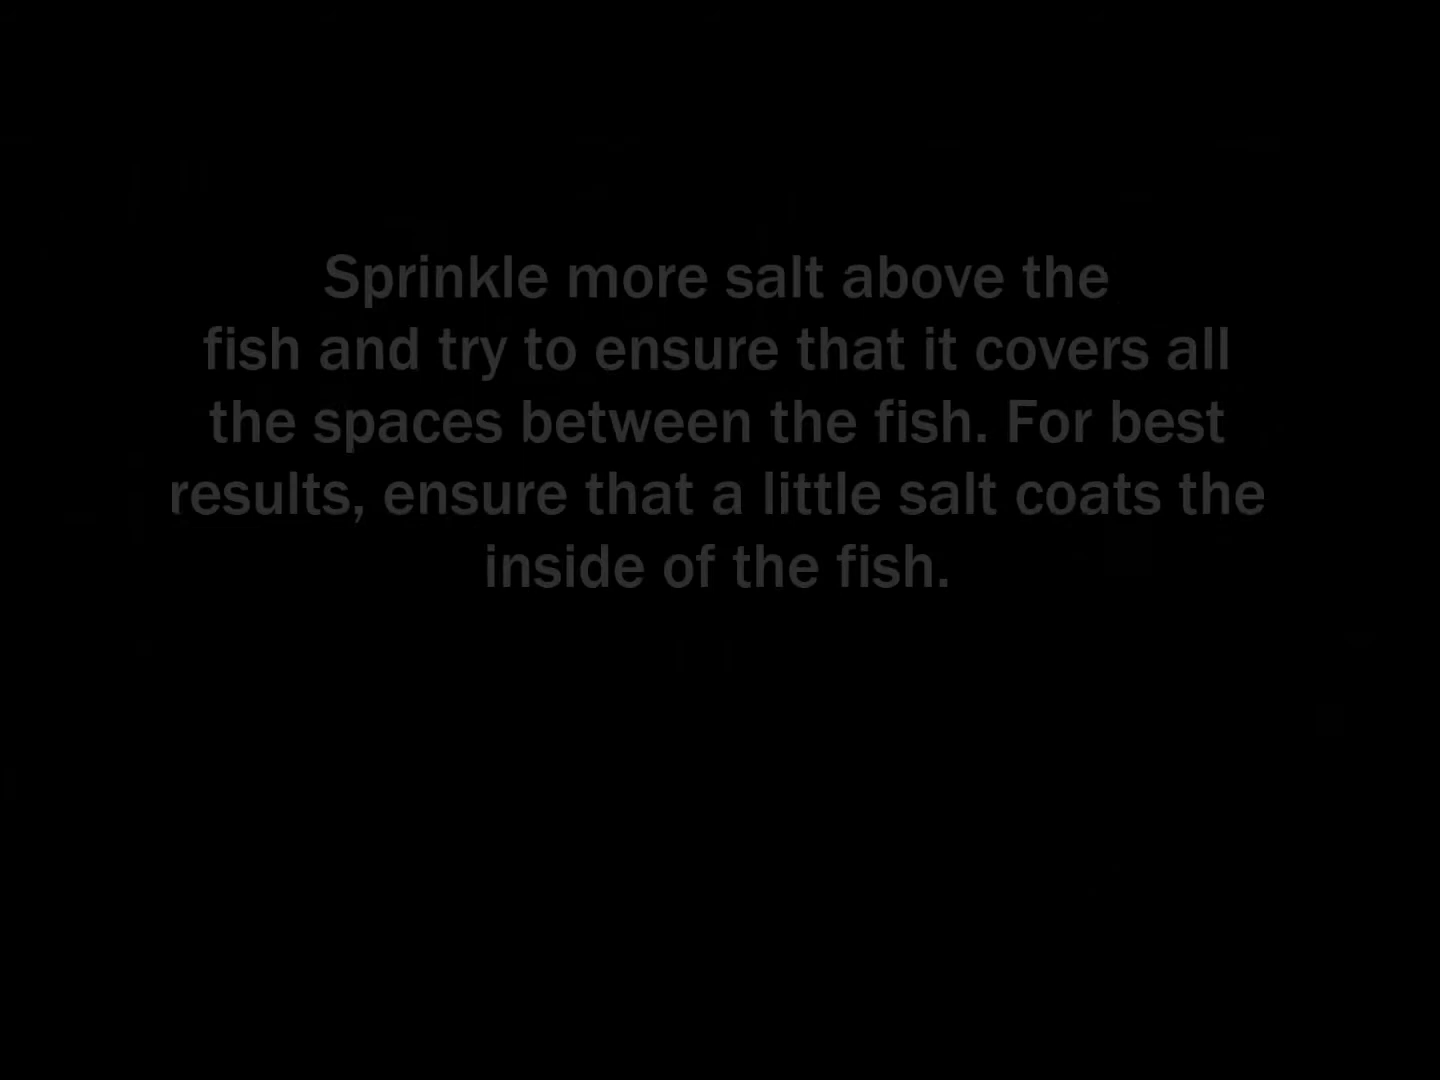 Sprinkle more salt above the
fish and try to ensure that it covers all
the spaces between the fish. For best
results, ensure that a little salt coats the
inside of the fish.